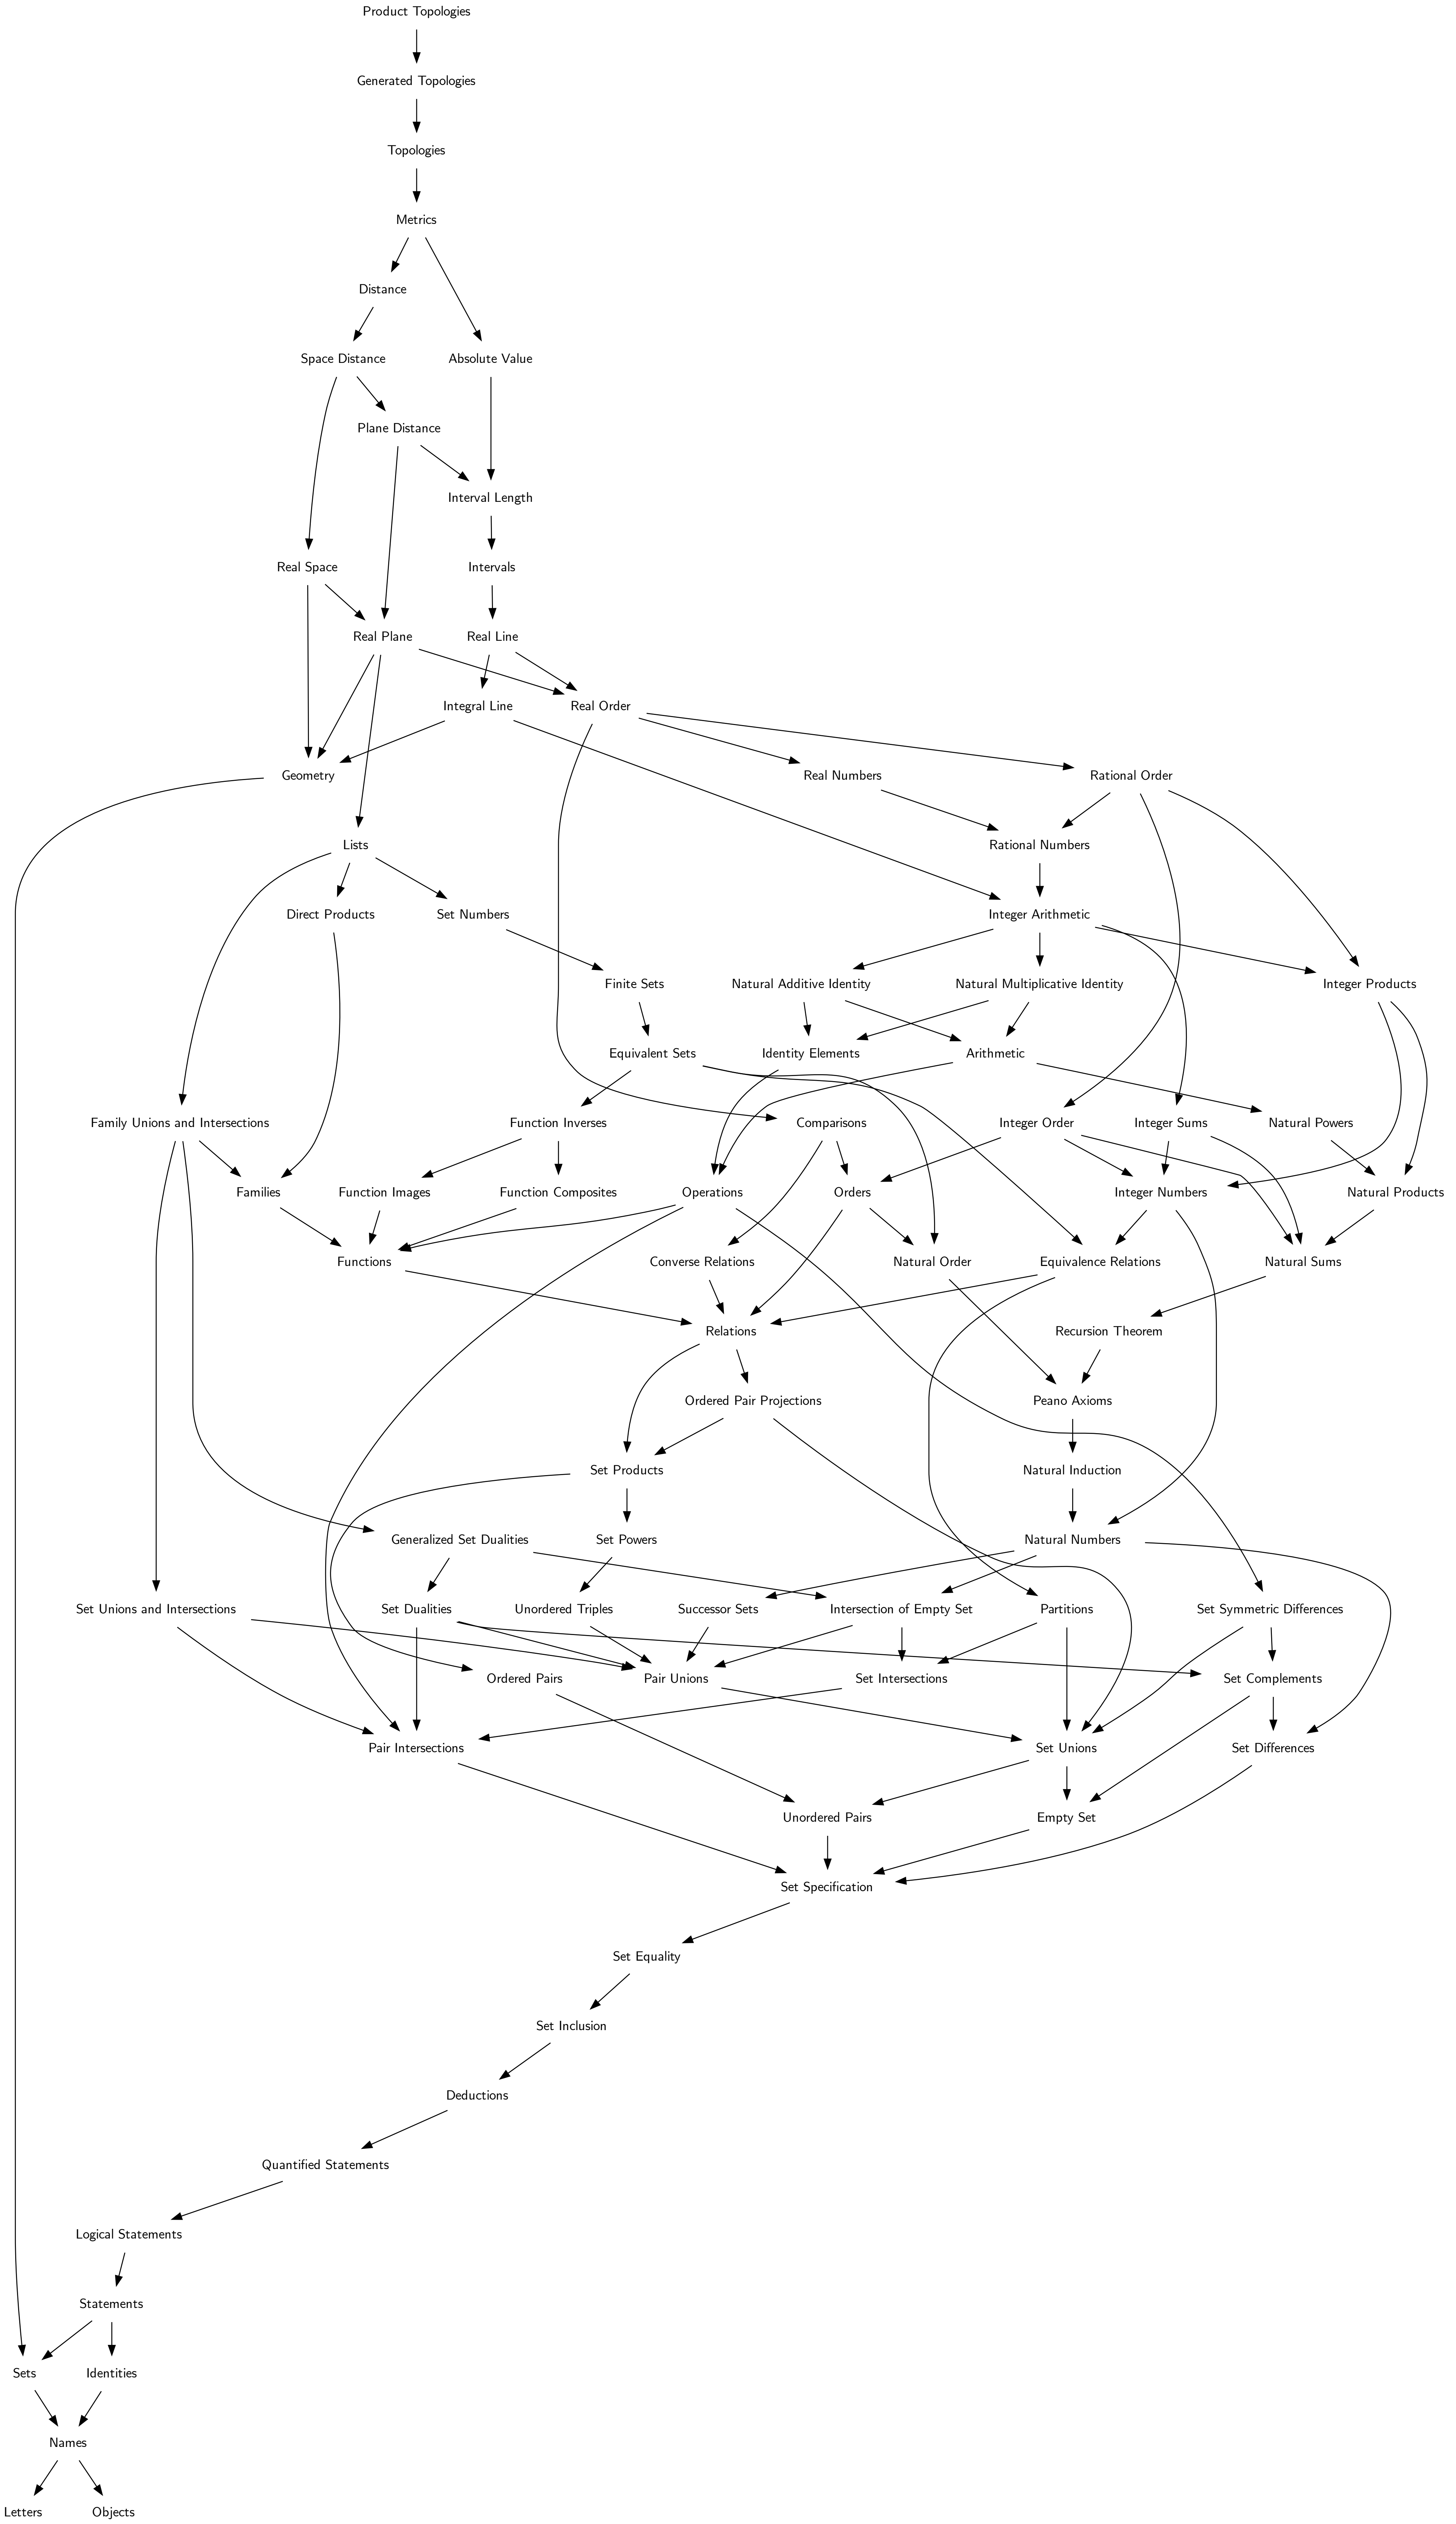 Product Topologies
Generated Topologies
Topologies
Metrics
Distance
Space Distance
Absolute Value
Plane Distance
Interval Length
Real Space
Intervals
Real Plane
Real Line
Integral Line
Real Order
Geometry
Real Numbers
Rational Order
Lists
Rational Numbers
Direct Products
Set Numbers
Integer Arithmetic
Finite Sets
Natural Additive Identity
Natural Multiplicative Identity
Integer Products
Equivalent Sets
Identity Elements
Arithmetic
Family Unions and Intersections
Function Inverses
Comparisons
Integer Order
Integer Sums
Natural Powers
Families
Function Images
Function Composites
Operations
Orders
Integer Numbers
Natural Products
Functions
Converse Relations
Natural Order
Equivalence Relations
Natural Sums
Relations
Recursion Theorem
Ordered Pair Projections
Peano Axioms
Set Products
Natural Induction
Generalized Set Dualities
Set Powers
Natural Numbers
Set Unions and Intersections
Set Dualities
Unordered Triples
Successor Sets
Intersection of Empty Set
Partitions
Set Symmetric Differences
Ordered Pairs
Pair Unions
Set Intersections
Set Complements
Pair Intersections
Set Unions
Set Differences
Unordered Pairs
Empty Set
Set Specification
Set Equality
Set Inclusion
Deductions
Quantified Statements
Logical Statements
Statements
Sets
Identities
Names
Letters
Objects